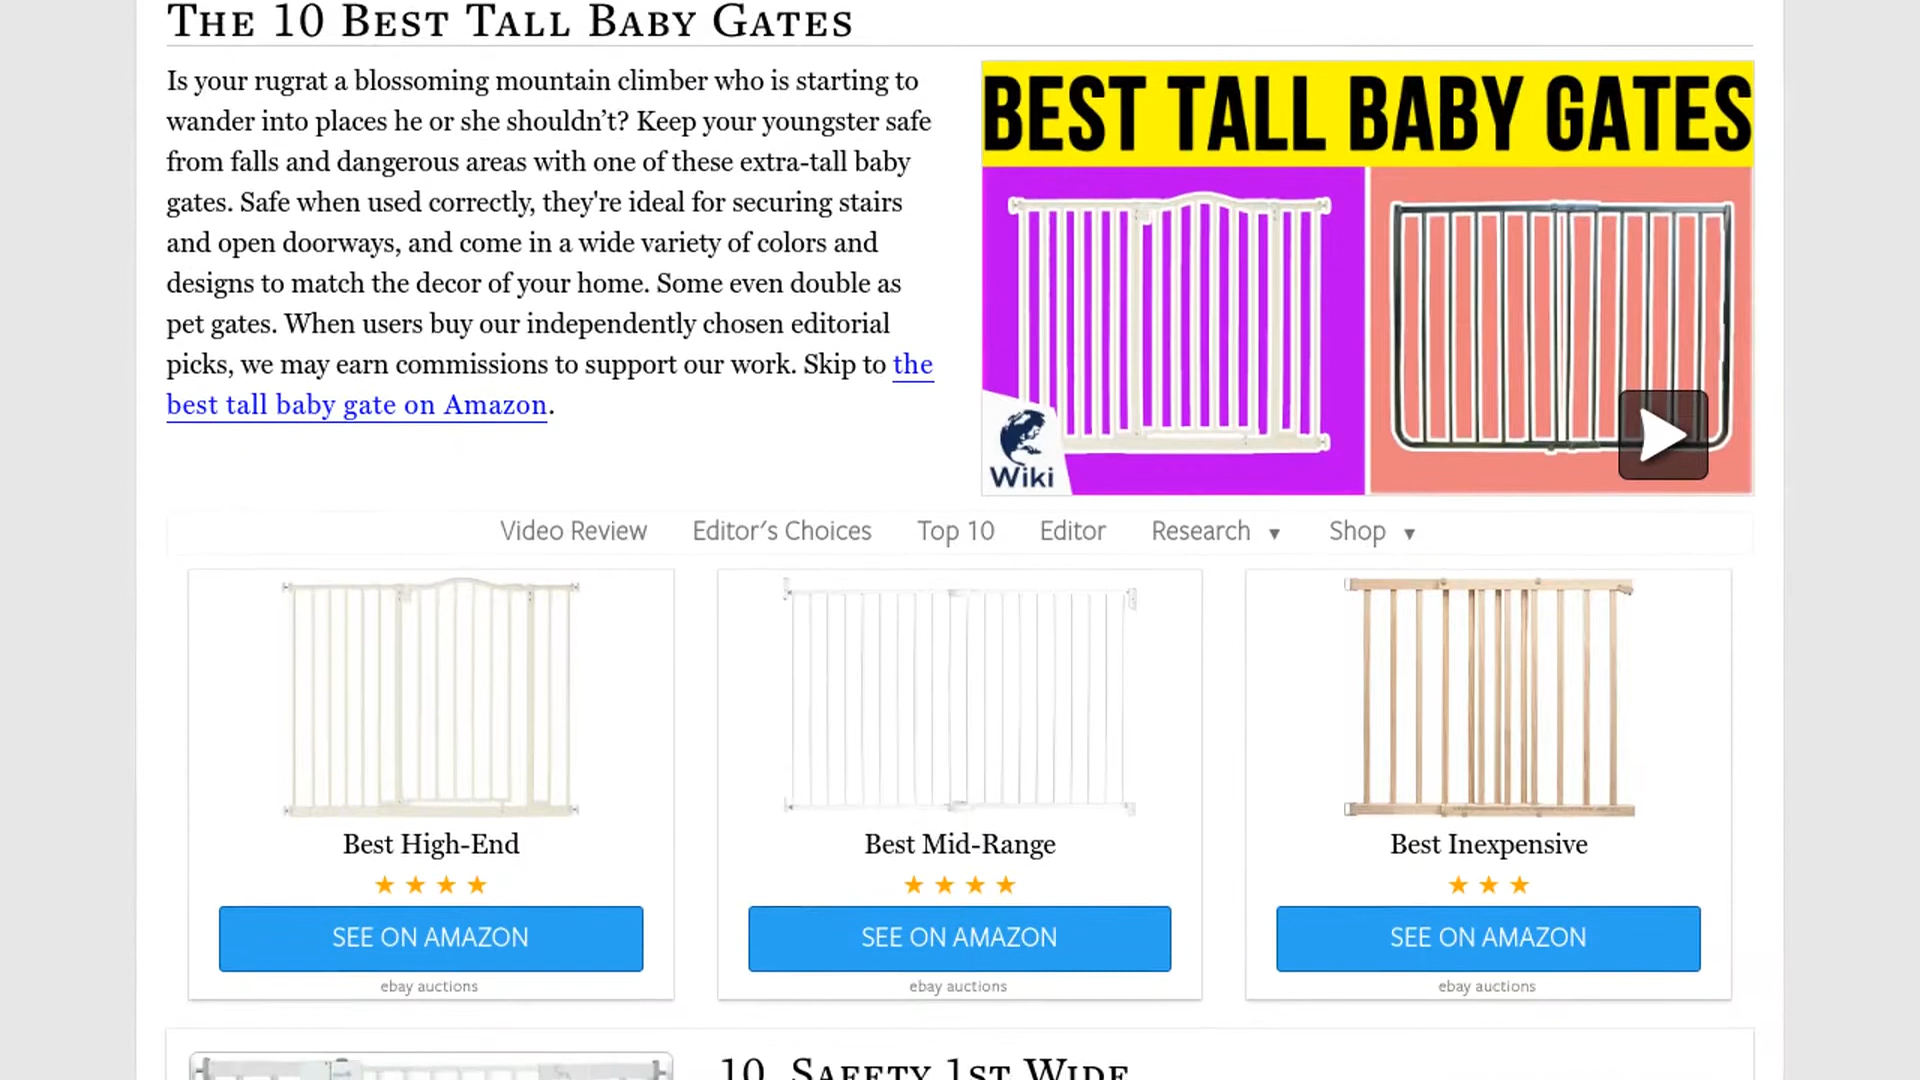 THE 10 BEST TALL BABY GATES
Is your rugrat a blossoming mountain climber who is starting to
wander into places he or she shouldn’t? Keep your youngster safe
from falls and dangerous areas with one of these extra-tall baby
gates. Safe when used correctly, they're ideal for securing stairs
and open doorways, and come in a wide variety of colors and
designs to match the decor of your home. Some even double as
pet gates. When users buy our independently chosen editorial
picks, we may earn commissions to support our work. Skip to the
best tall baby gate on Amazon.
BEST TALL BABY GATES
Wiki
Video Review Editor's Choices Top 10 Editor Research ▼ Shop ▼
Best High-End
SEE ON AMAZON
ebay auctions
Best Mid-Range
SEE ON AMAZON
ebay auctions
Best Inexpensive
SEE ON AMAZON
ebay auctions
10. SAFETY 1ST WIDE